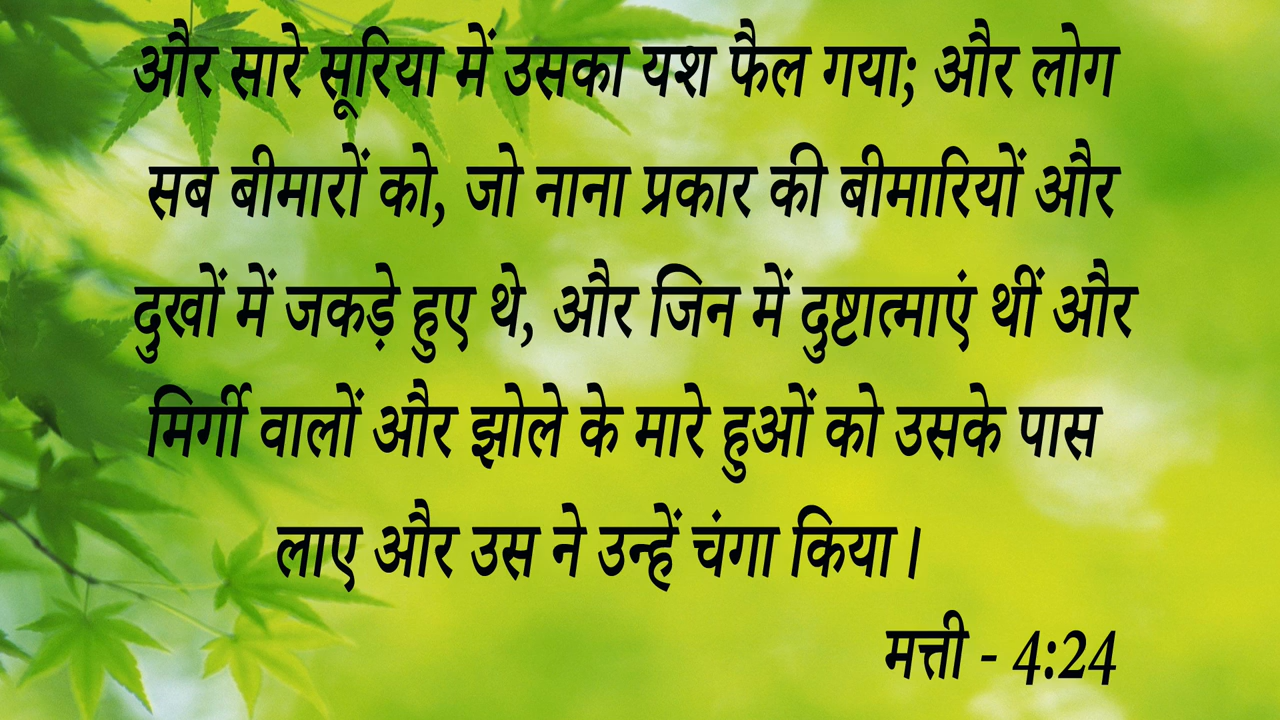 और सारे सूरिया में उसका यश फैल गया; और लोग
सब बीमारों को, जो नाना प्रकार की बीमारियों और
दुखों में जकड़े हुए थे, और जिन में दुष्टात्माएं थीं और
मिर्गी वालों और झोले के मारे हुओं को उसके पास
लाए और उस ने उन्हें चंगा किया।
मत्ती - 4:24